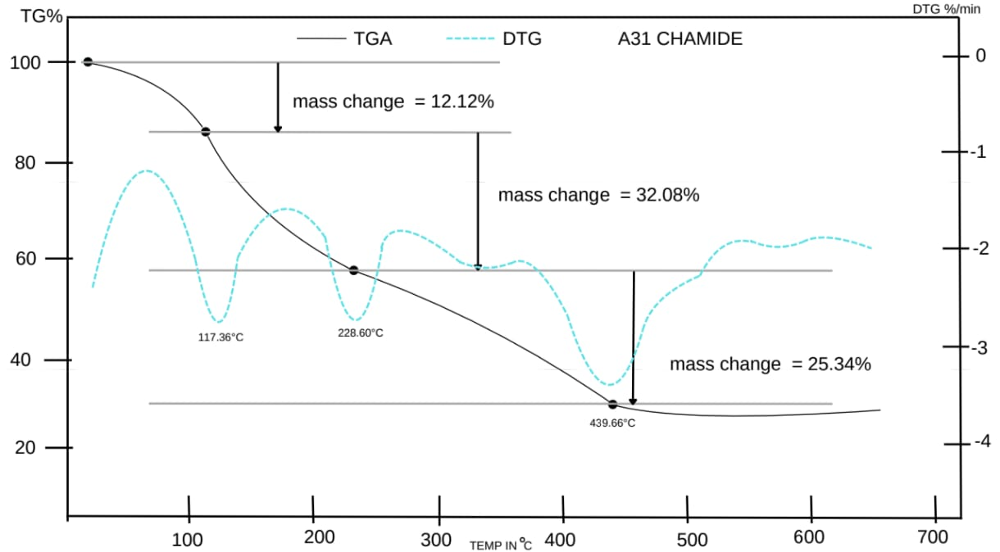 DTG %/min
TG%
TGA
DTG
A31 CHAMIDE
100
0
mass change = 12.12%
80
-1
mass change = 32.08%
60
-2
117.36°C
228.60°C
40
-3
mass change = 25.34%
439.66°C
20
-4
100
200
300
TEMP IN °C
400
500
600
700